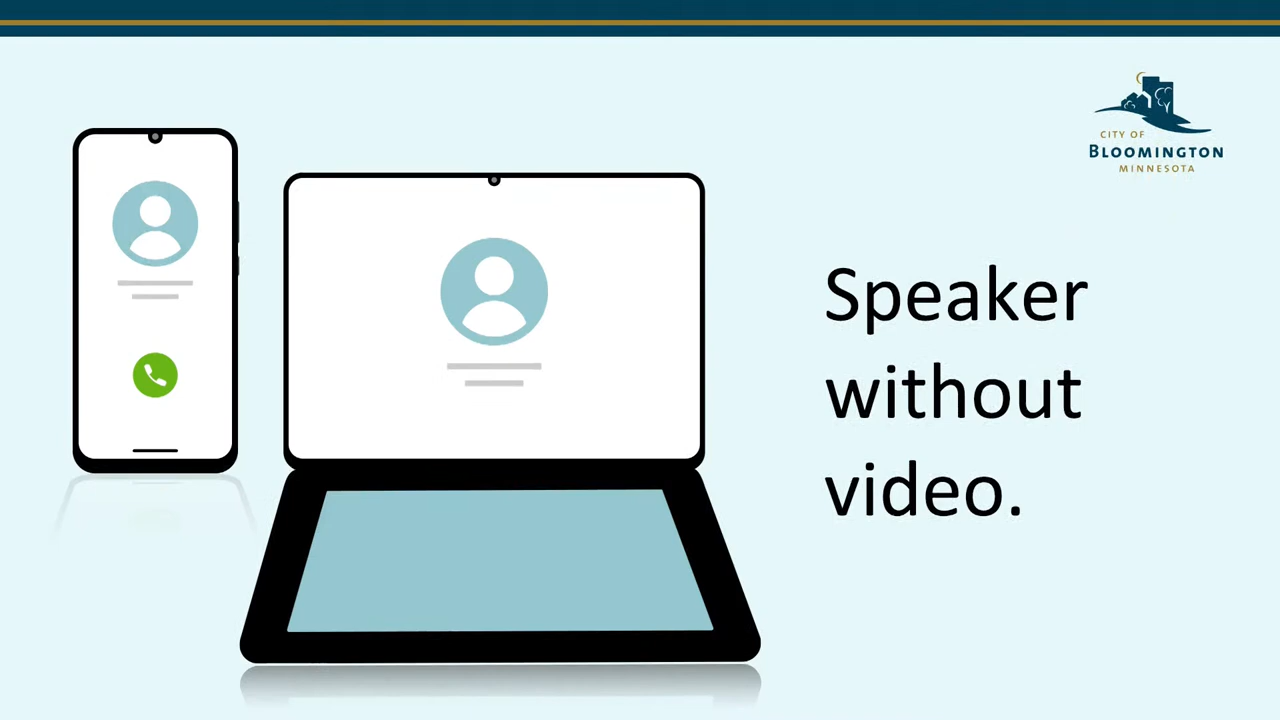 CITY OF
BLOOMINGTON
MINNESOTA
Speaker
without
video.